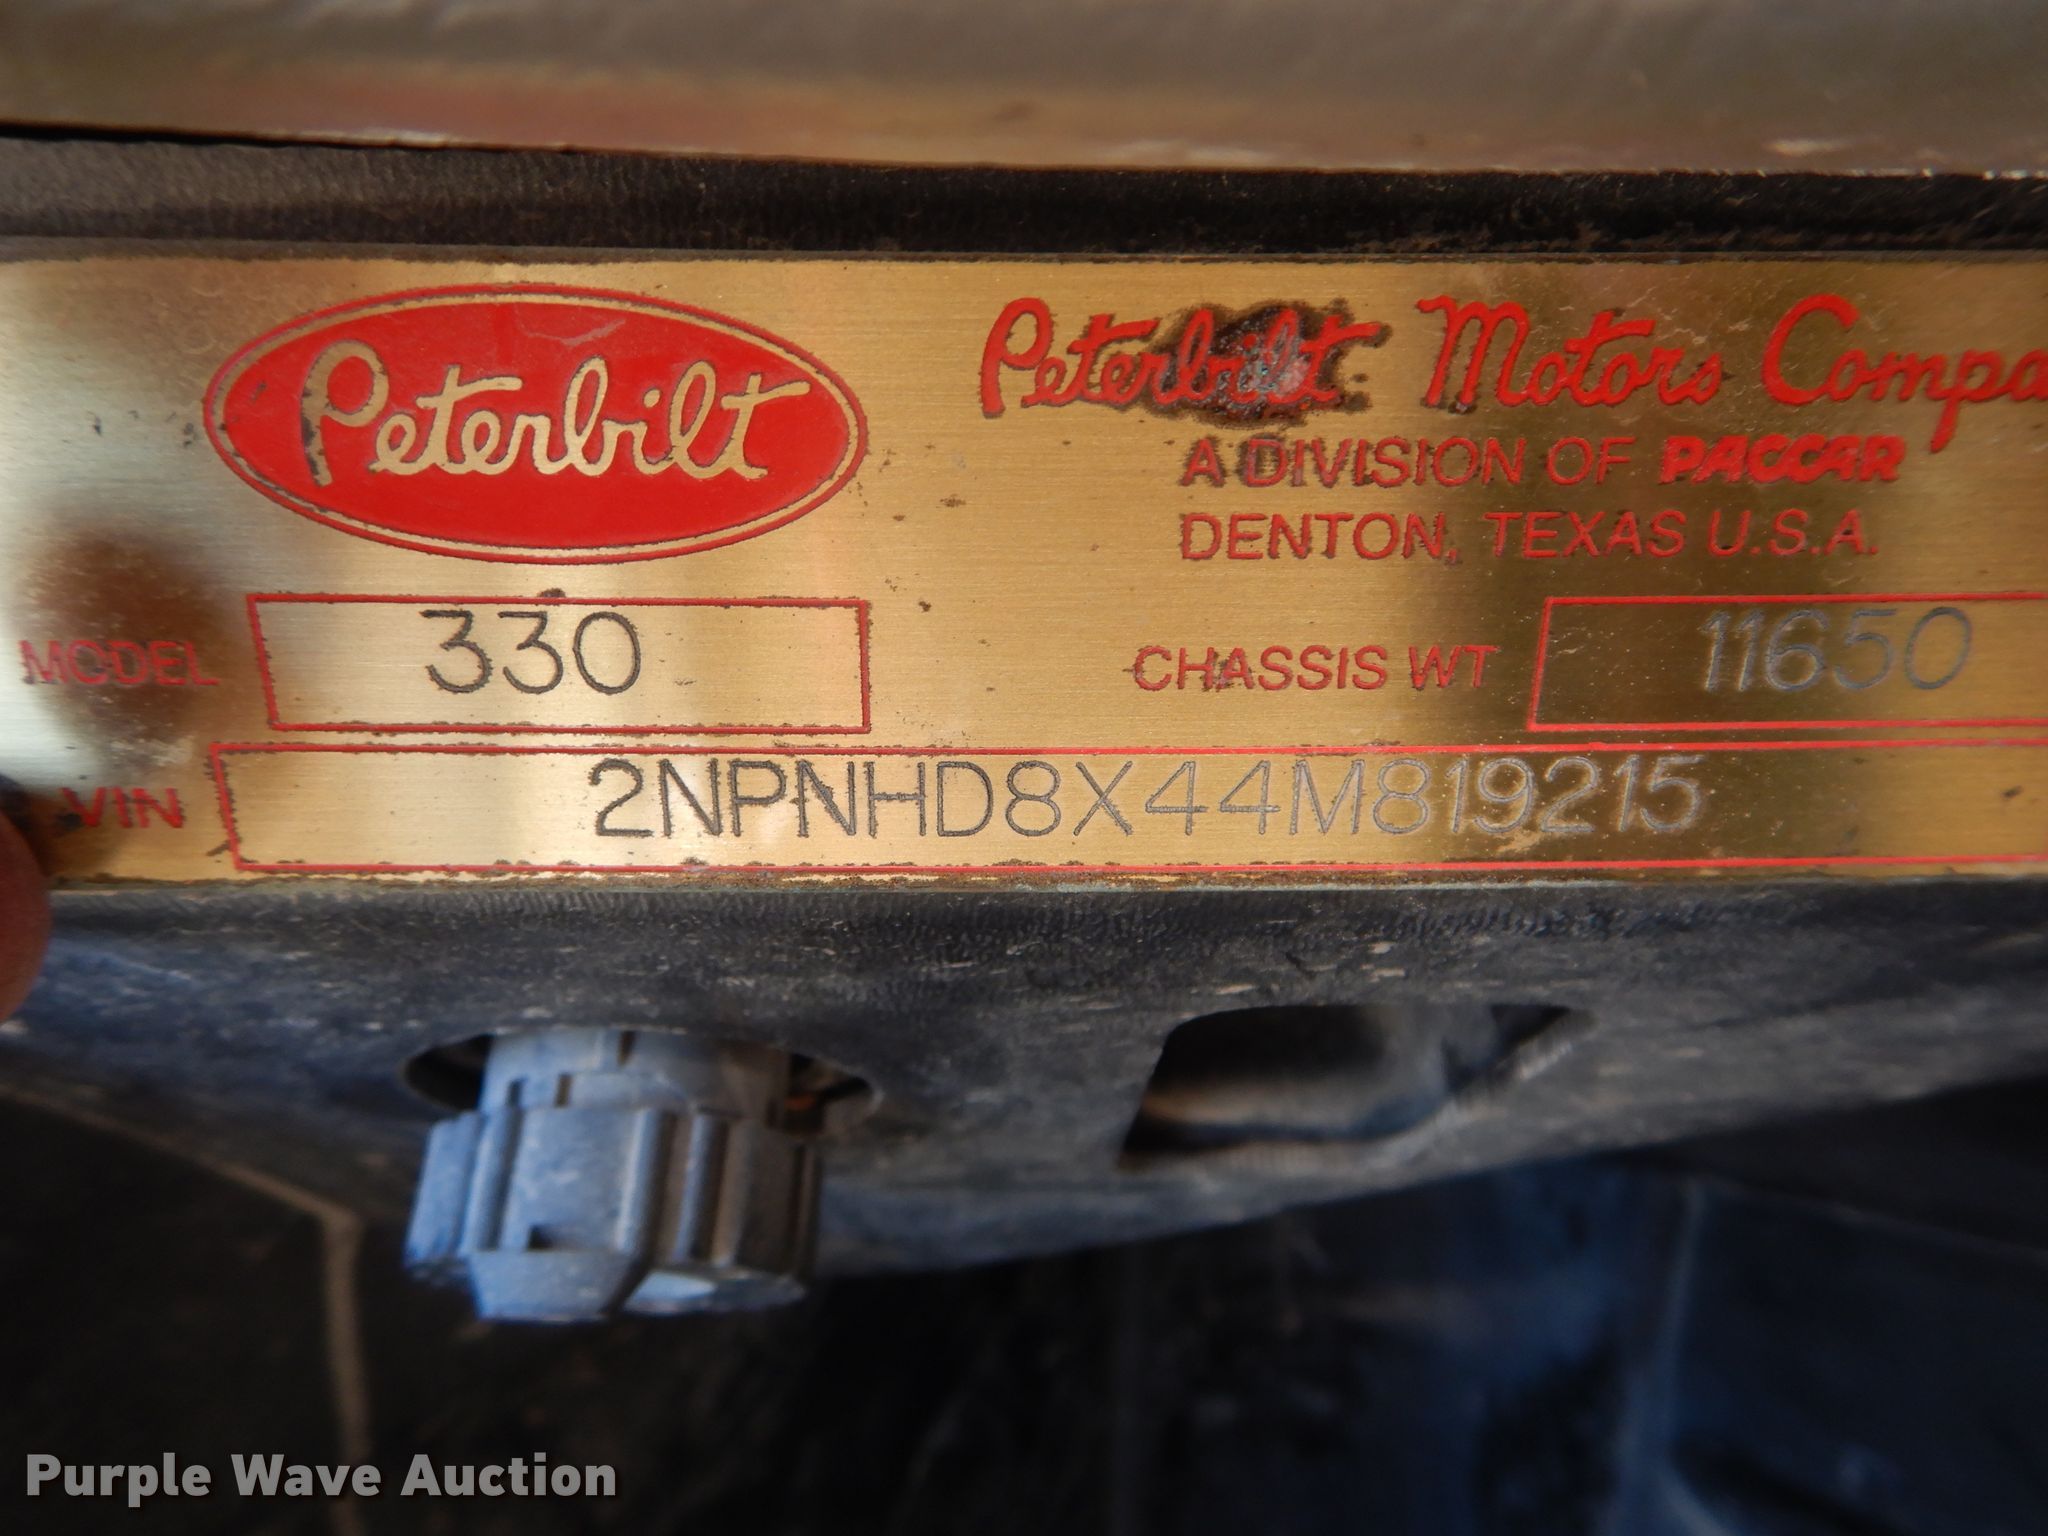 Peterbilt
Peterbilt Motors Compa
A DIVISION OF PACCAR
DENTON, TEXAS U.S.A.
MODEL 330
CHASSIS WT 11650
VIN 2NPNHD8X44M819215
Purple Wave Auction